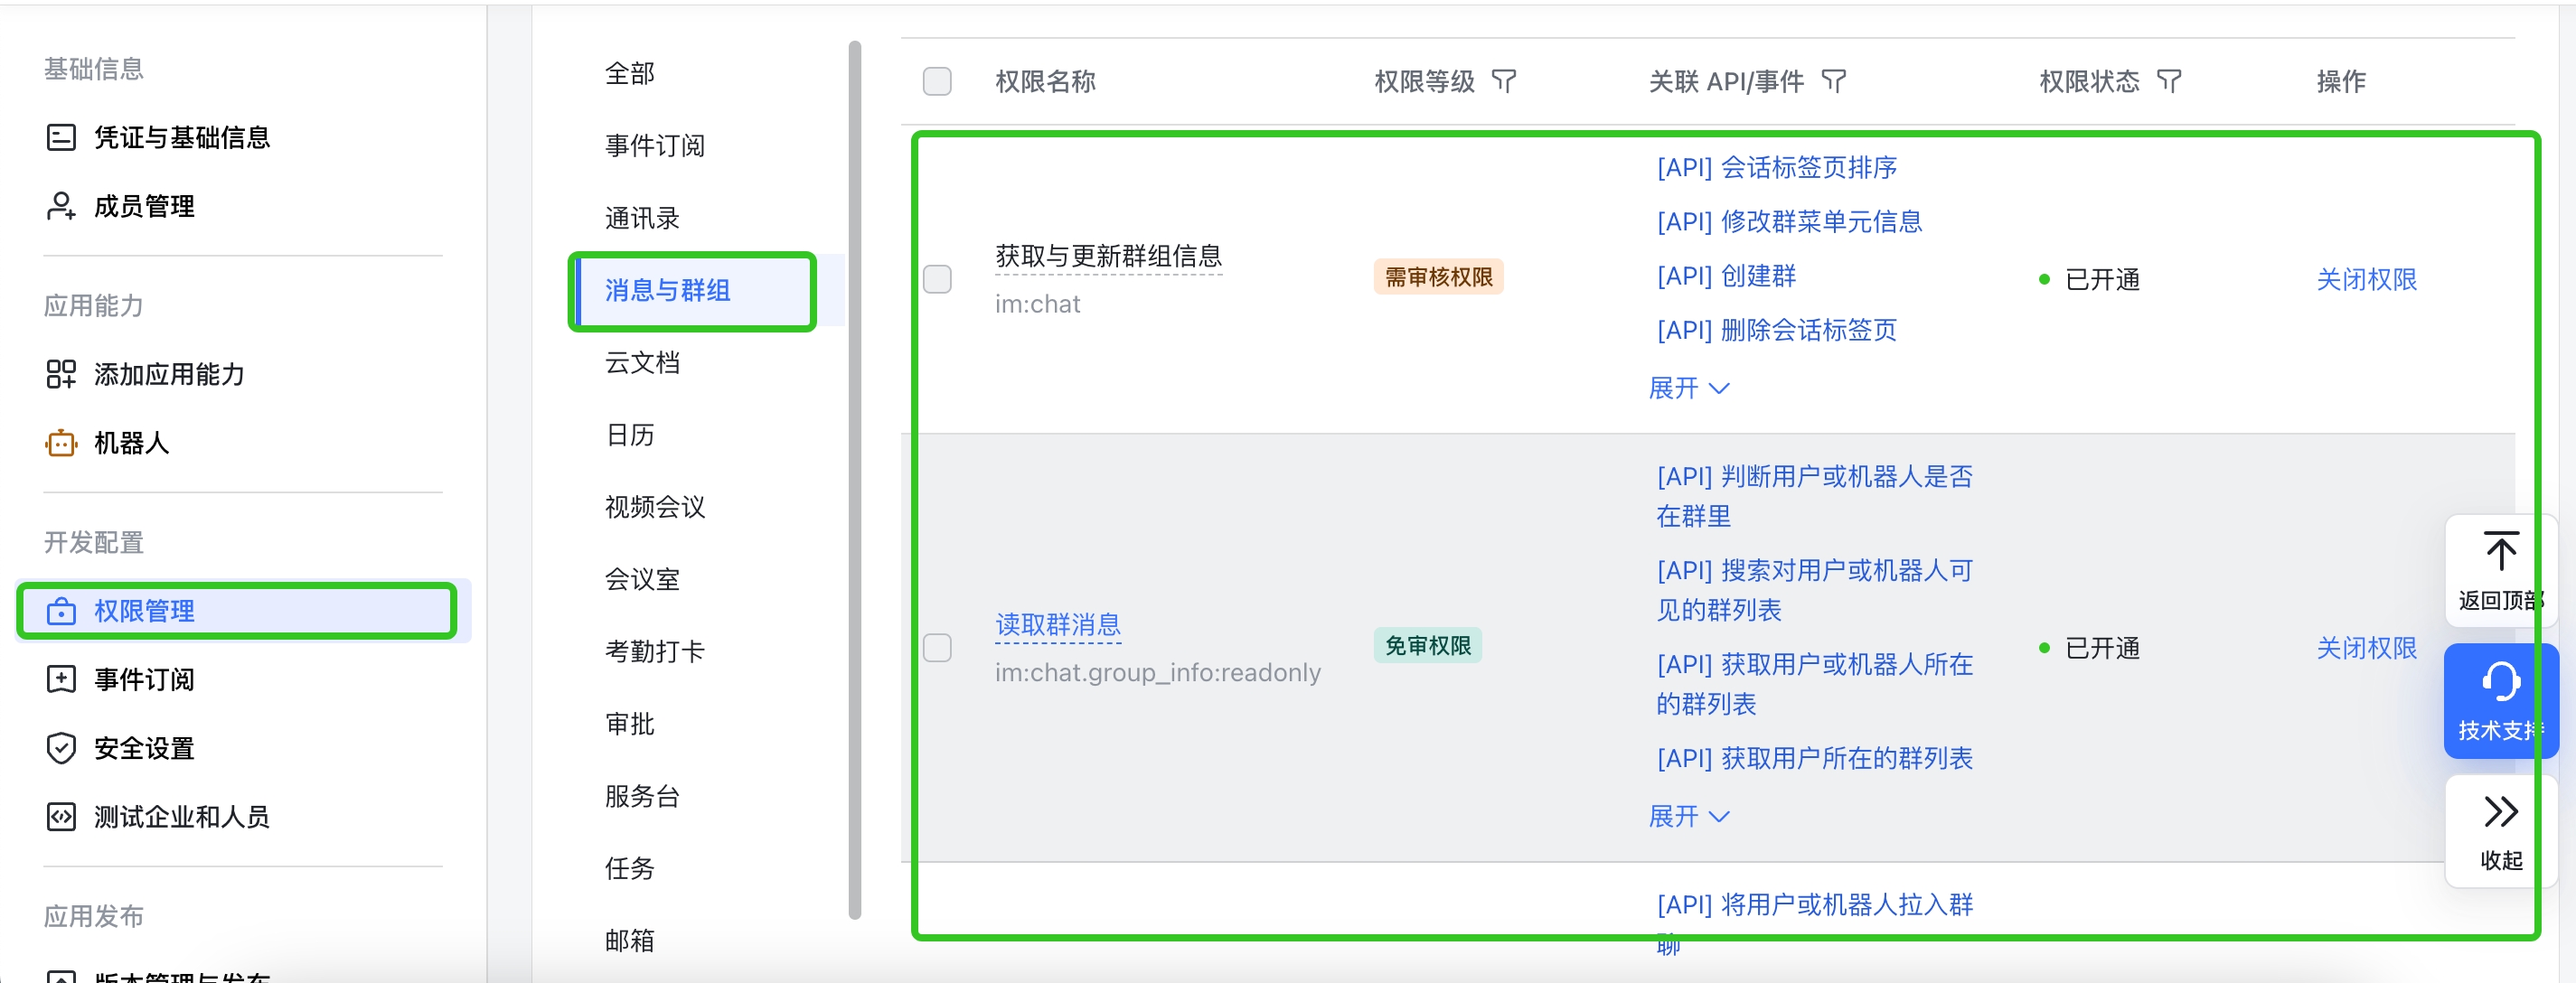 基础信息
凭证与基础信息
成员管理
应用能力
添加应用能力
机器人
开发配置
权限管理
事件订阅
安全设置
测试企业和人员
应用发布
版本管理与发布
全部
事件订阅
通讯录
消息与群组
云文档
日历
视频会议
会议室
考勤打卡
审批
服务台
任务
邮箱
权限名称
权限等级
关联 API/事件
权限状态
操作
获取与更新群组信息
im:chat
需审核权限
[API] 会话标签页排序
[API] 修改群菜单元信息
[API] 创建群
[API] 删除会话标签页
展开
已开通
关闭权限
读取群消息
im:chat.group_info:readonly
免审权限
[API] 判断用户或机器人是否
在群里
[API] 搜索对用户或机器人可
见的群列表
[API] 获取用户或机器人所在
的群列表
[API] 获取用户所在的群列表
展开
已开通
关闭权限
[API] 将用户或机器人拉入群
聊
返回顶部
技术支持
收起